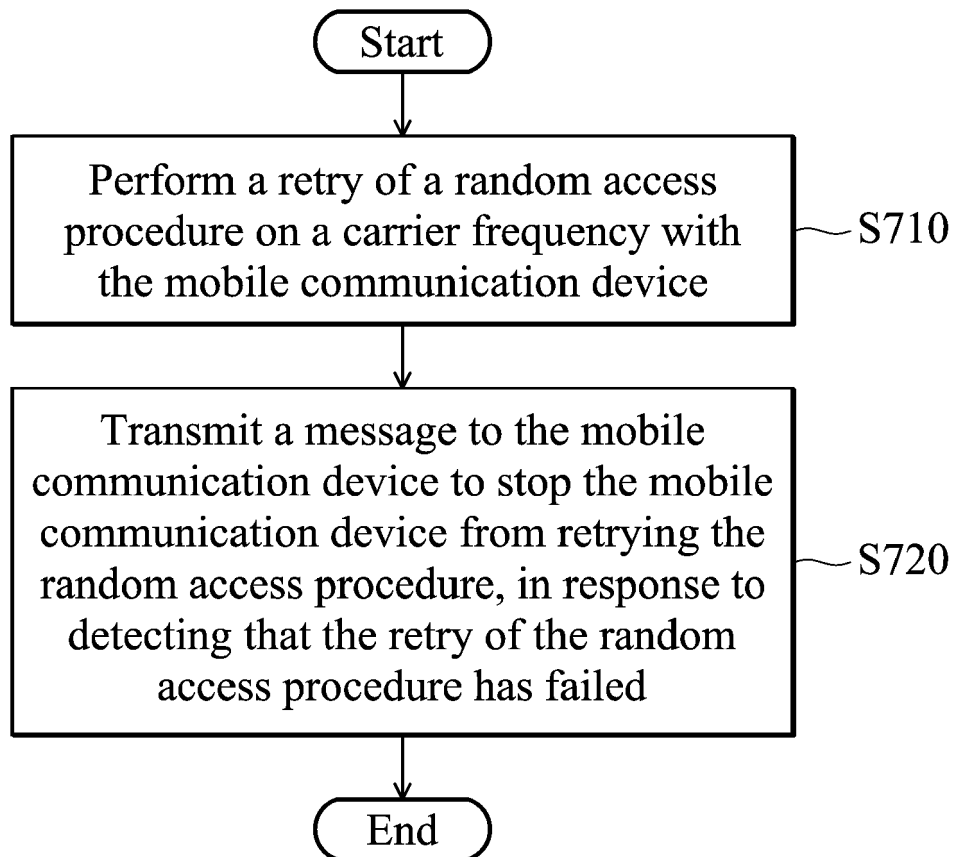 Start
Perform a retry of a random access
procedure on a carrier frequency with
the mobile communication device
S710
Transmit a message to the mobile
communication device to stop the mobile
communication device from retrying the
random access procedure, in response to
detecting that the retry of the random
access procedure has failed
S720
End